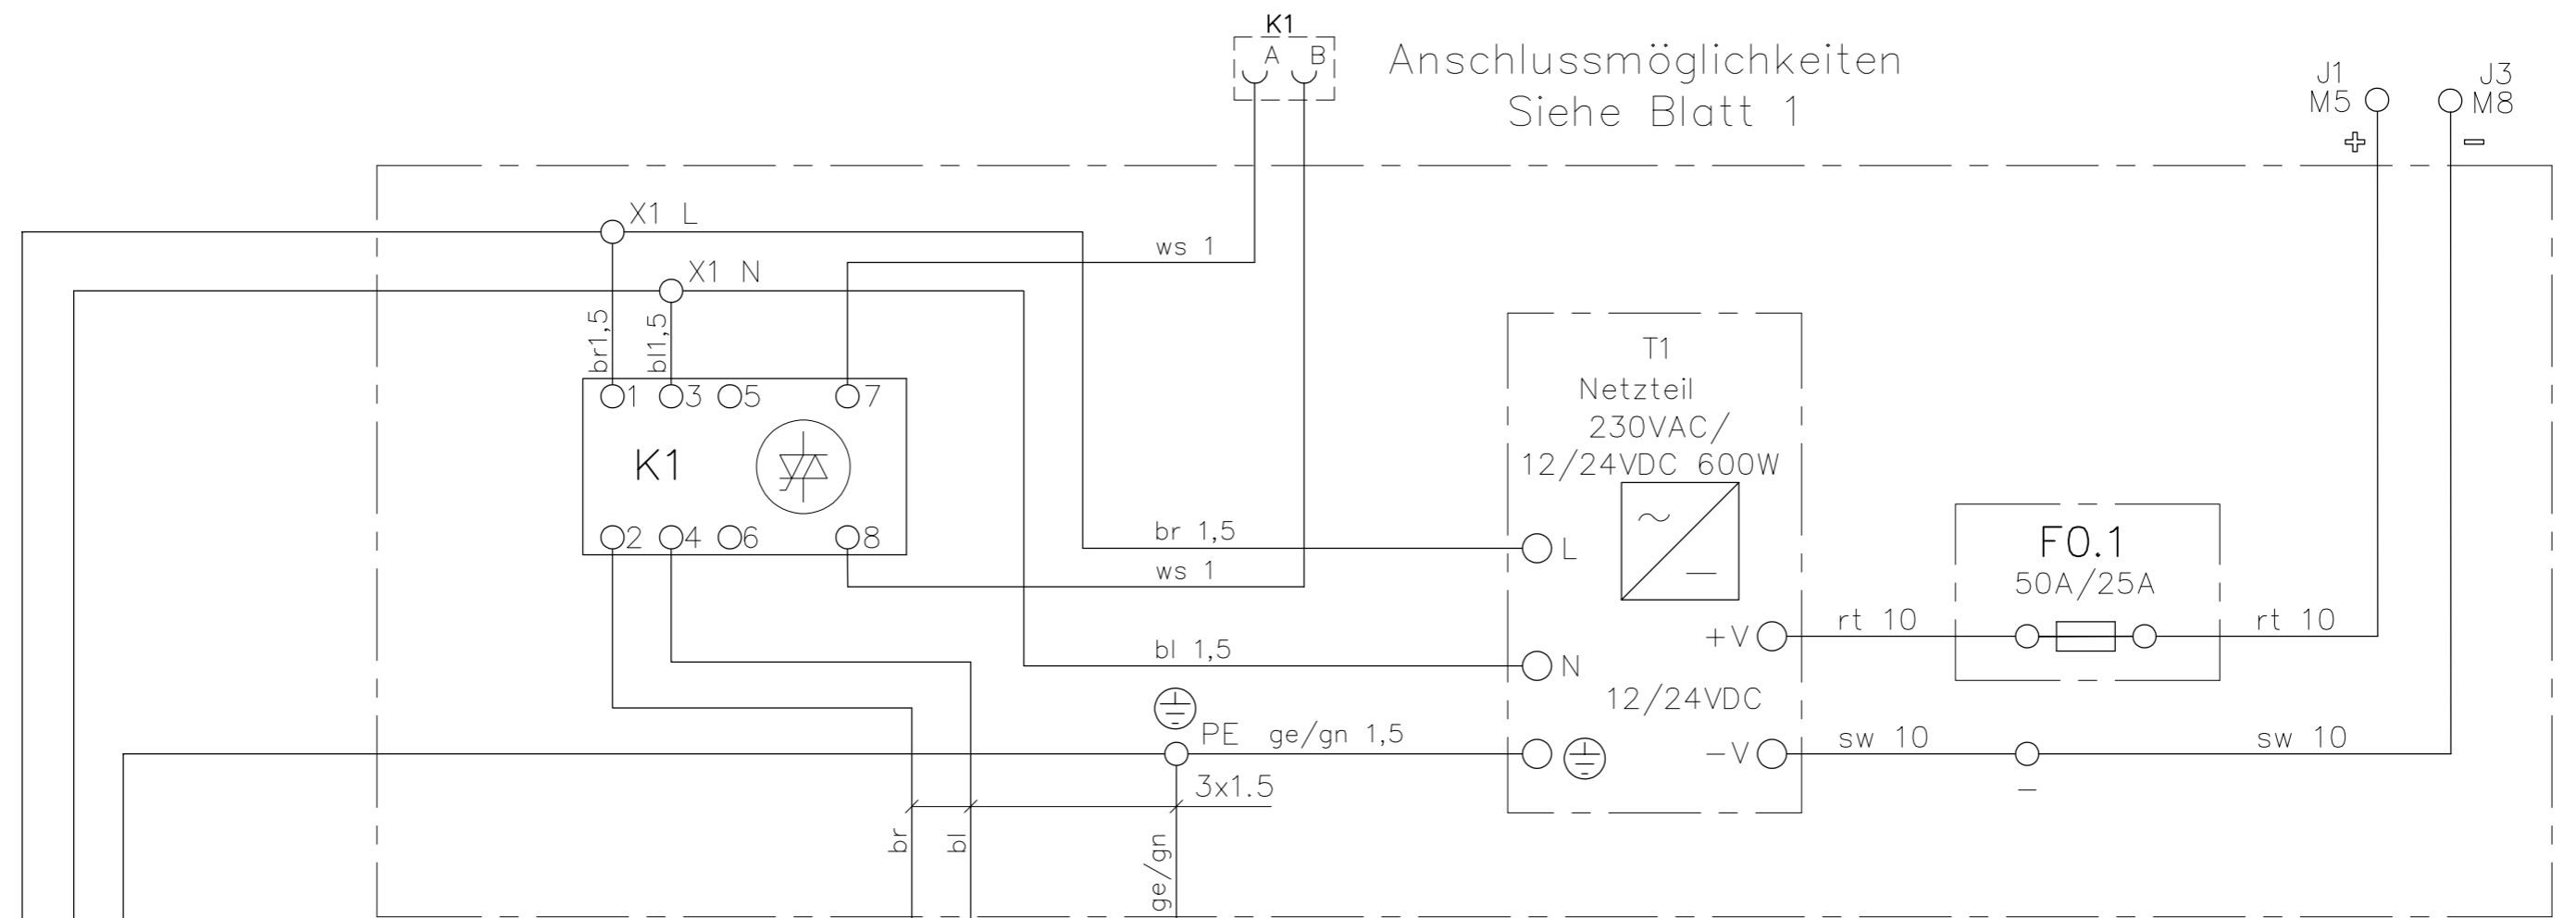 K1
A B
Anschlussmöglichkeiten
Siehe Blatt 1
J1
M5
J3
M8
+
−
X1 L
X1 N
ws 1
br1,5
bl1,5
1 3 5 7
K1
2 4 6 8
br 1,5
ws 1
bl 1,5
T1
Netzteil
230VAC/
12/24VDC 600W
~
—
L
N
+V
12/24VDC
−V
F0.1
50A/25A
rt 10
rt 10
PE
ge/gn 1,5
sw 10
sw 10
−
3x1.5
br
bl
ge/gn